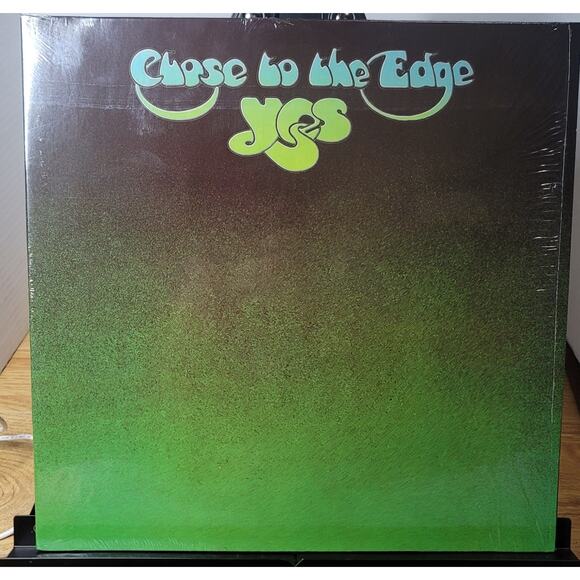 Close to the Edge
yes